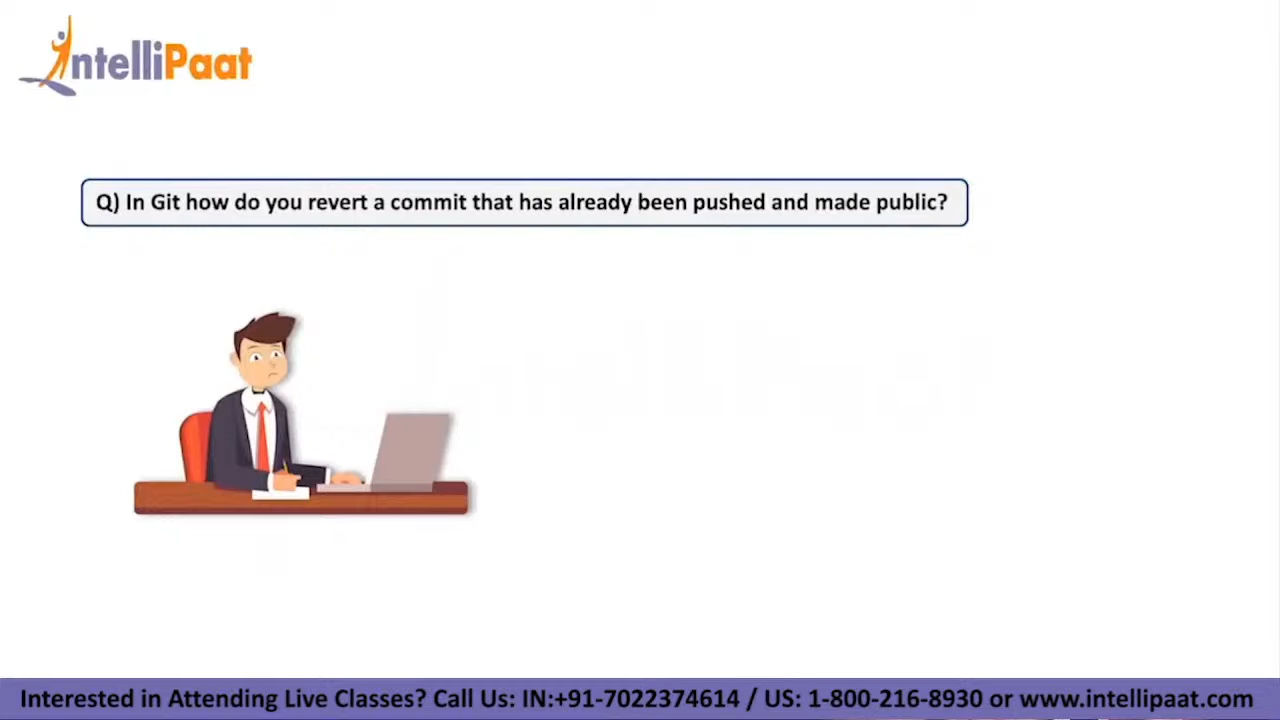 IntelliPaat
Q) In Git how do you revert a commit that has already been pushed and made public?
Interested in Attending Live Classes? Call Us: IN:+91-7022374614 / US: 1-800-216-8930 or www.intellipaat.com